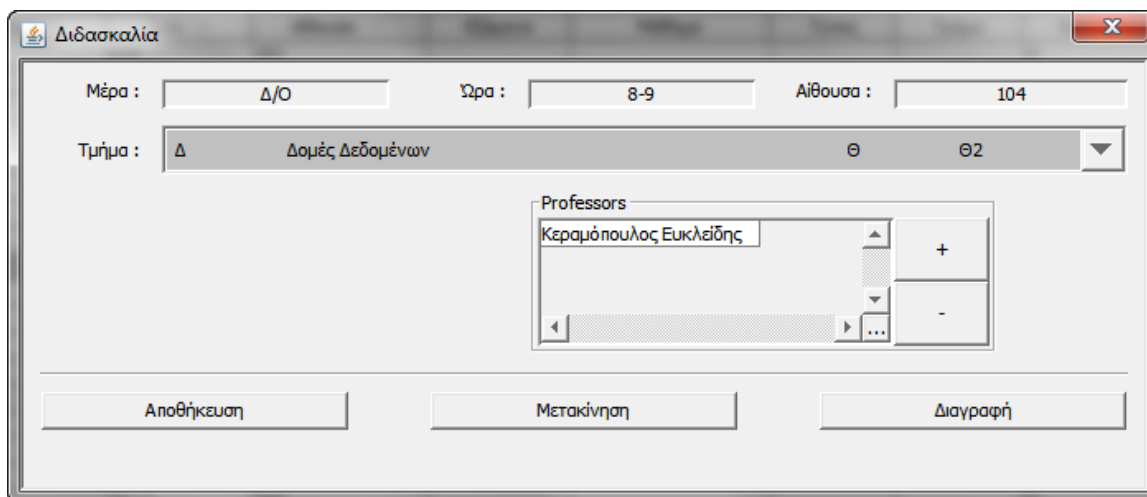 Διδασκαλία
Μέρα : Δ/Ο Ώρα : 8-9 Αίθουσα : 104
Τμήμα : Δ Δομές Δεδομένων Θ Θ2
Professors
Κεραμόπουλος Ευκλείδης
+
-
...
Αποθήκευση Μετακίνηση Διαγραφή